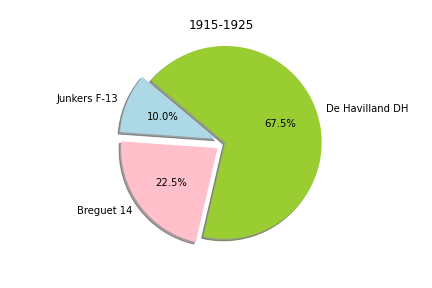 1915-1925
Junkers F-13
10.0%
De Havilland DH
67.5%
22.5%
Breguet 14